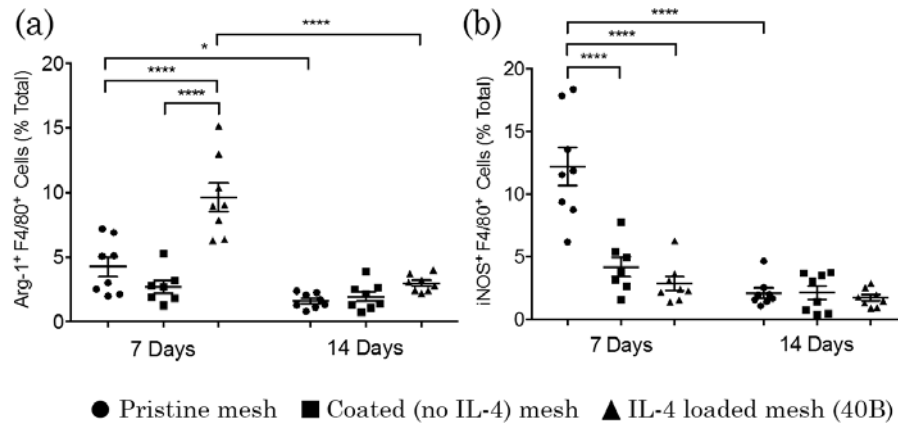 (a)
****
*
****
****
Arg-1⁺ F4/80⁺ Cells (% Total)
20
15
10
5
0
7 Days
14 Days
(b)
****
****
****
iNOS⁺ F4/80⁺ Cells (% Total)
20
15
10
5
0
7 Days
14 Days
● Pristine mesh ■ Coated (no IL-4) mesh ▲ IL-4 loaded mesh (40B)